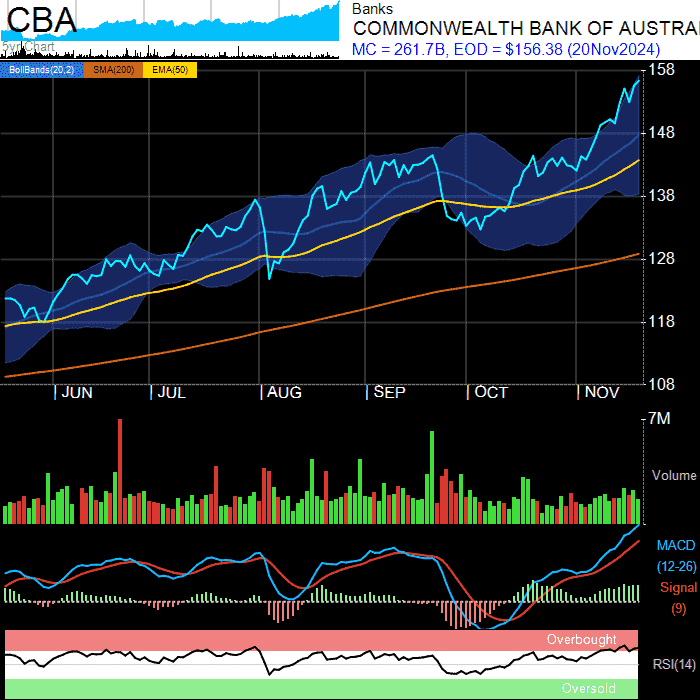 CBA
5yr Chart
Banks
COMMONWEALTH BANK OF AUSTRA
MC = 261.7B, EOD = $156.38 (20Nov2024)
BollBands(20,2) SMA(200) EMA(50)
158
148
138
128
118
108
JUN JUL AUG SEP OCT NOV
7M
Volume
MACD
(12-26)
Signal
(9)
Overbought
RSI(14)
Oversold